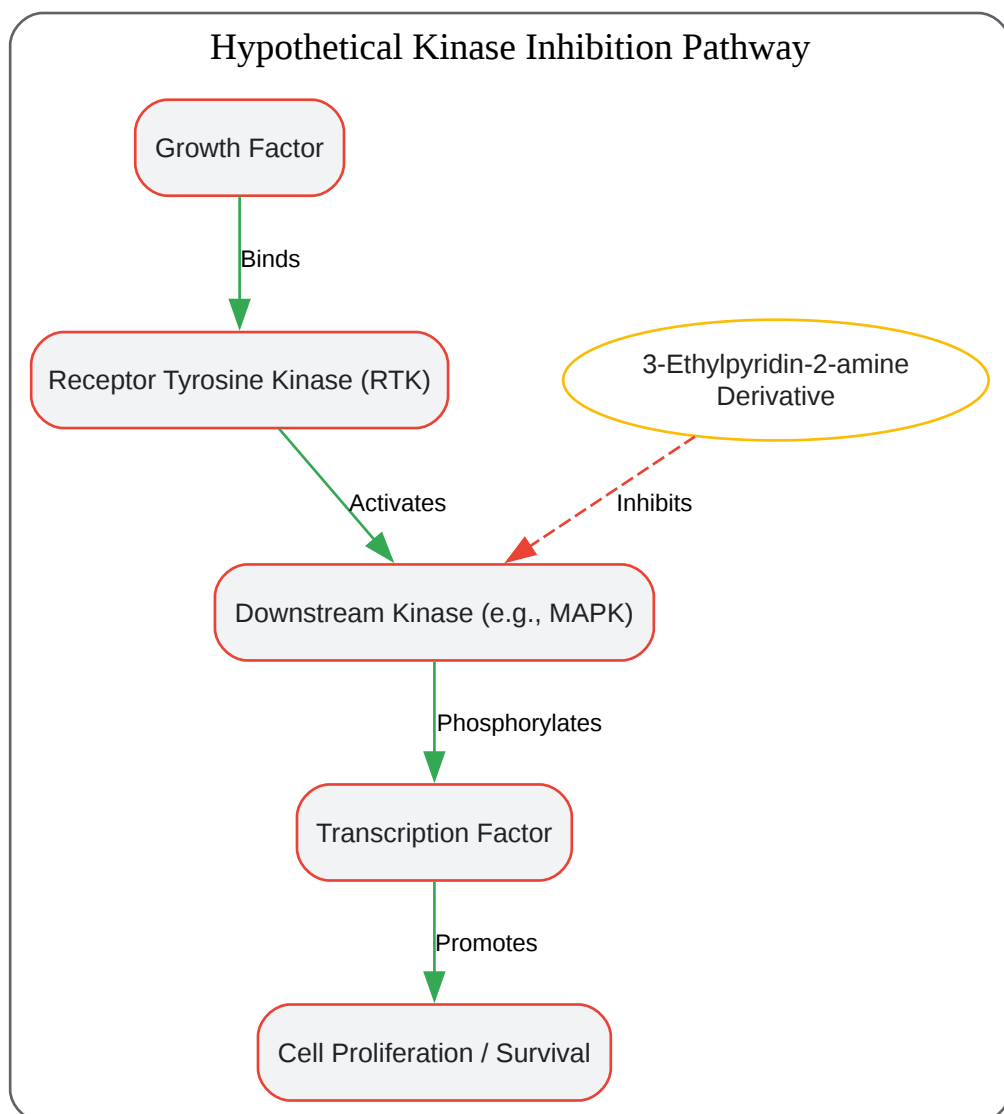 Hypothetical Kinase Inhibition Pathway
Growth Factor
Binds
Receptor Tyrosine Kinase (RTK)
3-Ethylpyridin-2-amine
Derivative
Activates
Inhibits
Downstream Kinase (e.g., MAPK)
Phosphorylates
Transcription Factor
Promotes
Cell Proliferation / Survival